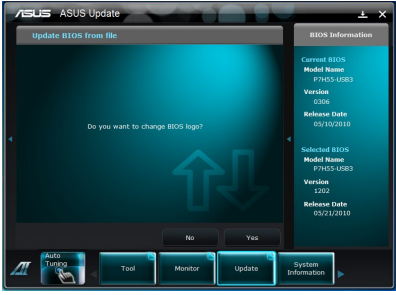 ASUS ASUS Update
Update BIOS from file
BIOS Information
Current BIOS
Model Name
P7H55-USB3
Version
0306
Release Date
05/10/2010
Do you want to change BIOS logo?
Selected BIOS
Model Name
P7H55-USB3
Version
1202
Release Date
05/21/2010
No
Yes
Auto
Tuning
Tool
Monitor
Update
System
Information